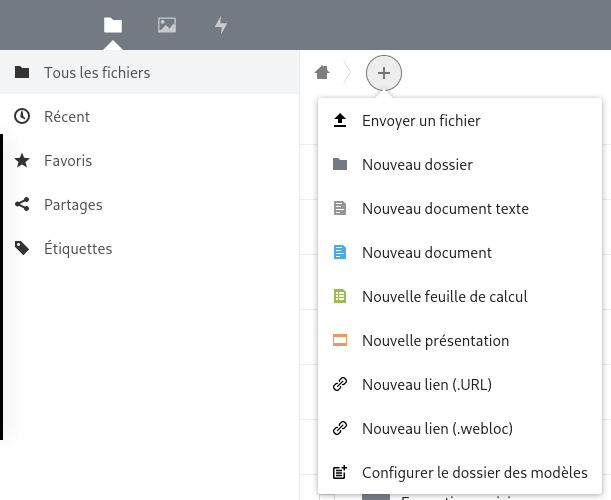 Tous les fichiers
Récent
Favoris
Partages
Étiquettes
Envoyer un fichier
Nouveau dossier
Nouveau document texte
Nouveau document
Nouvelle feuille de calcul
Nouvelle présentation
Nouveau lien (.URL)
Nouveau lien (.webloc)
Configurer le dossier des modèles